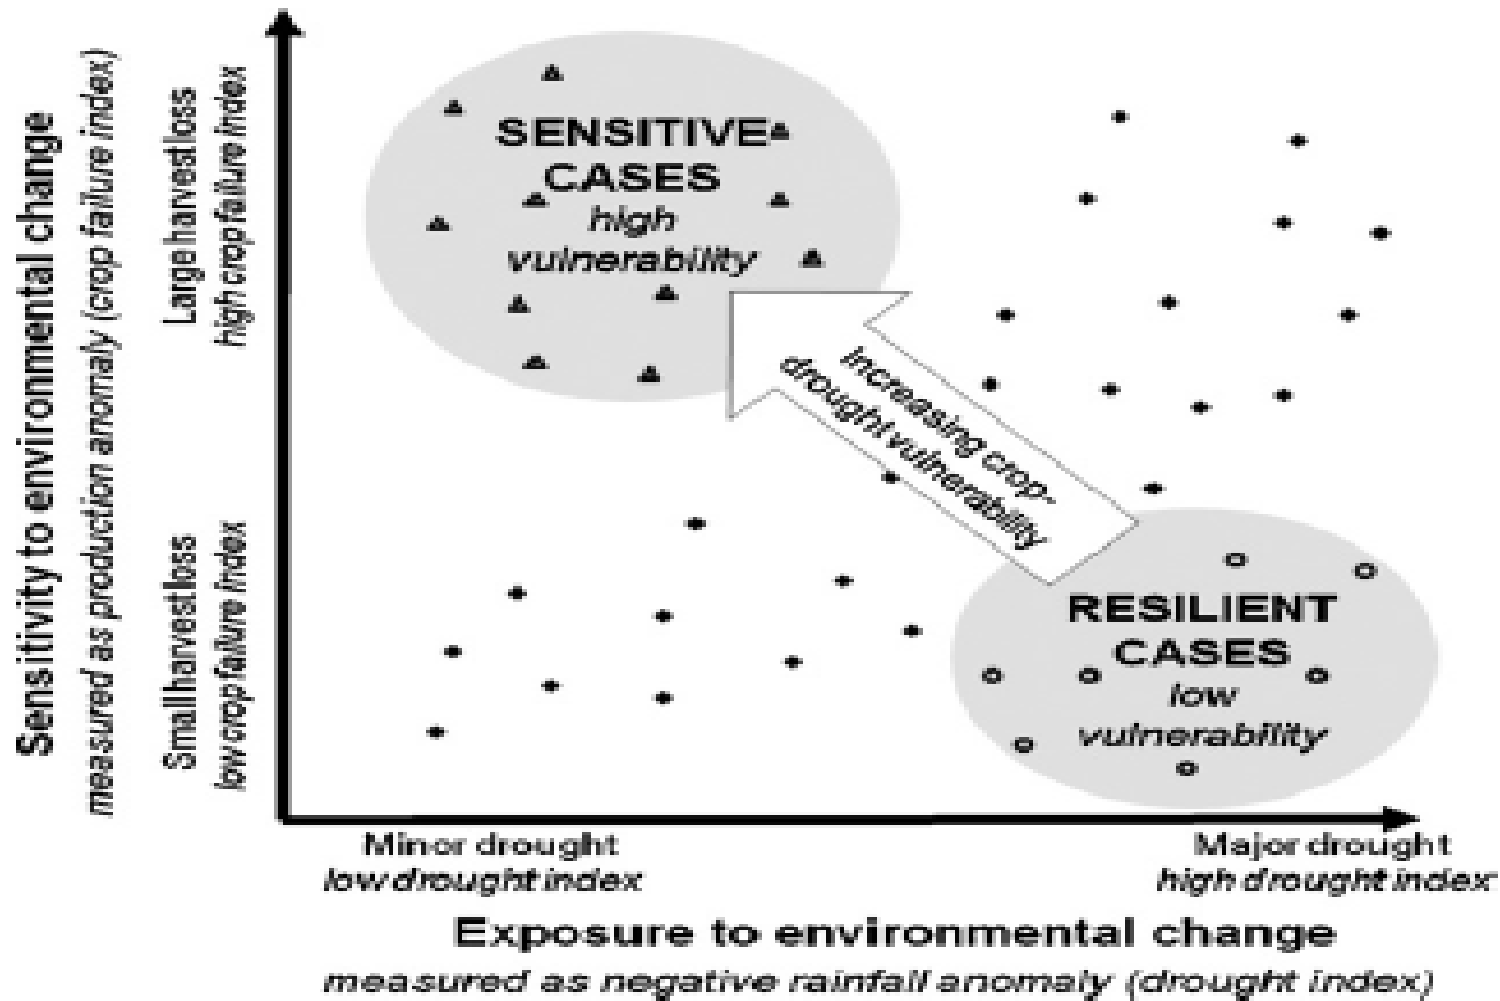 Sensitivity to environmental change
measured as production anomaly (crop failure index)
Large harvest loss
high crop failure index
Small harvest loss
low crop failure index
SENSITIVE
CASES
high
vulnerability
increasing crop-
drought vulnerability
RESILIENT
CASES
low
vulnerability
Minor drought
low drought index
Major drought
high drought index
Exposure to environmental change
measured as negative rainfall anomaly (drought index)